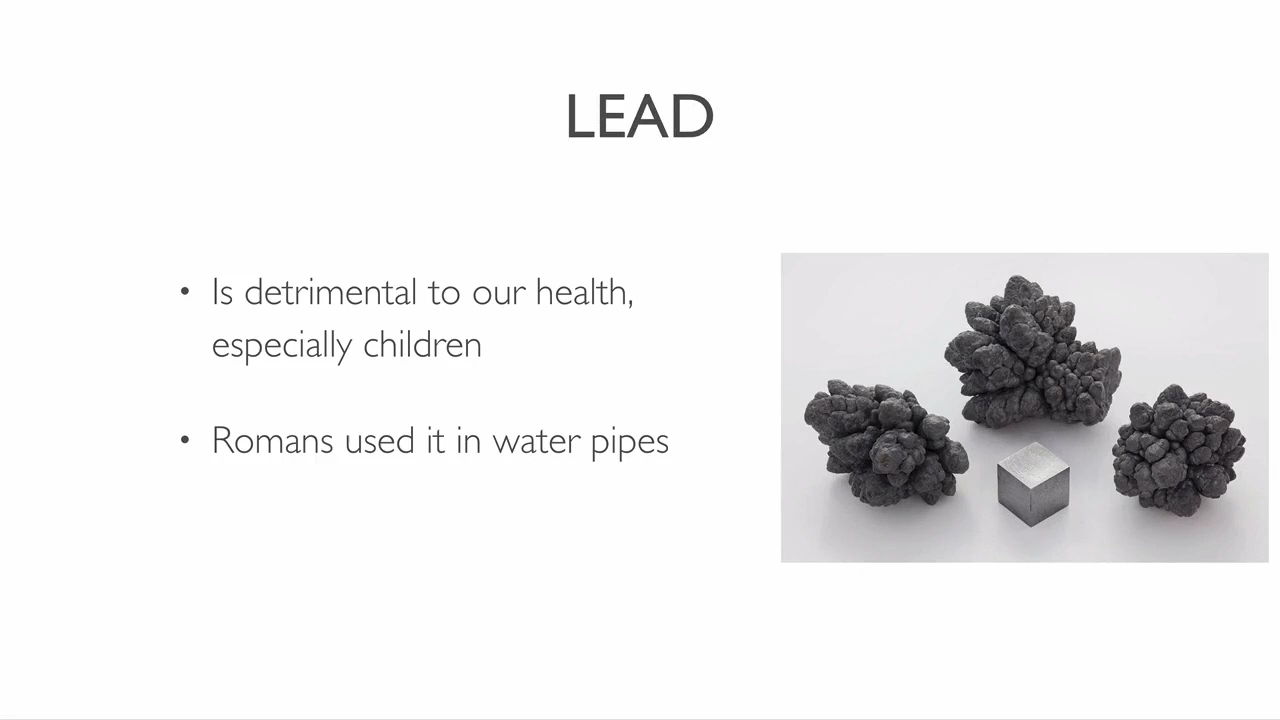 LEAD
• Is detrimental to our health,
especially children
• Romans used it in water pipes